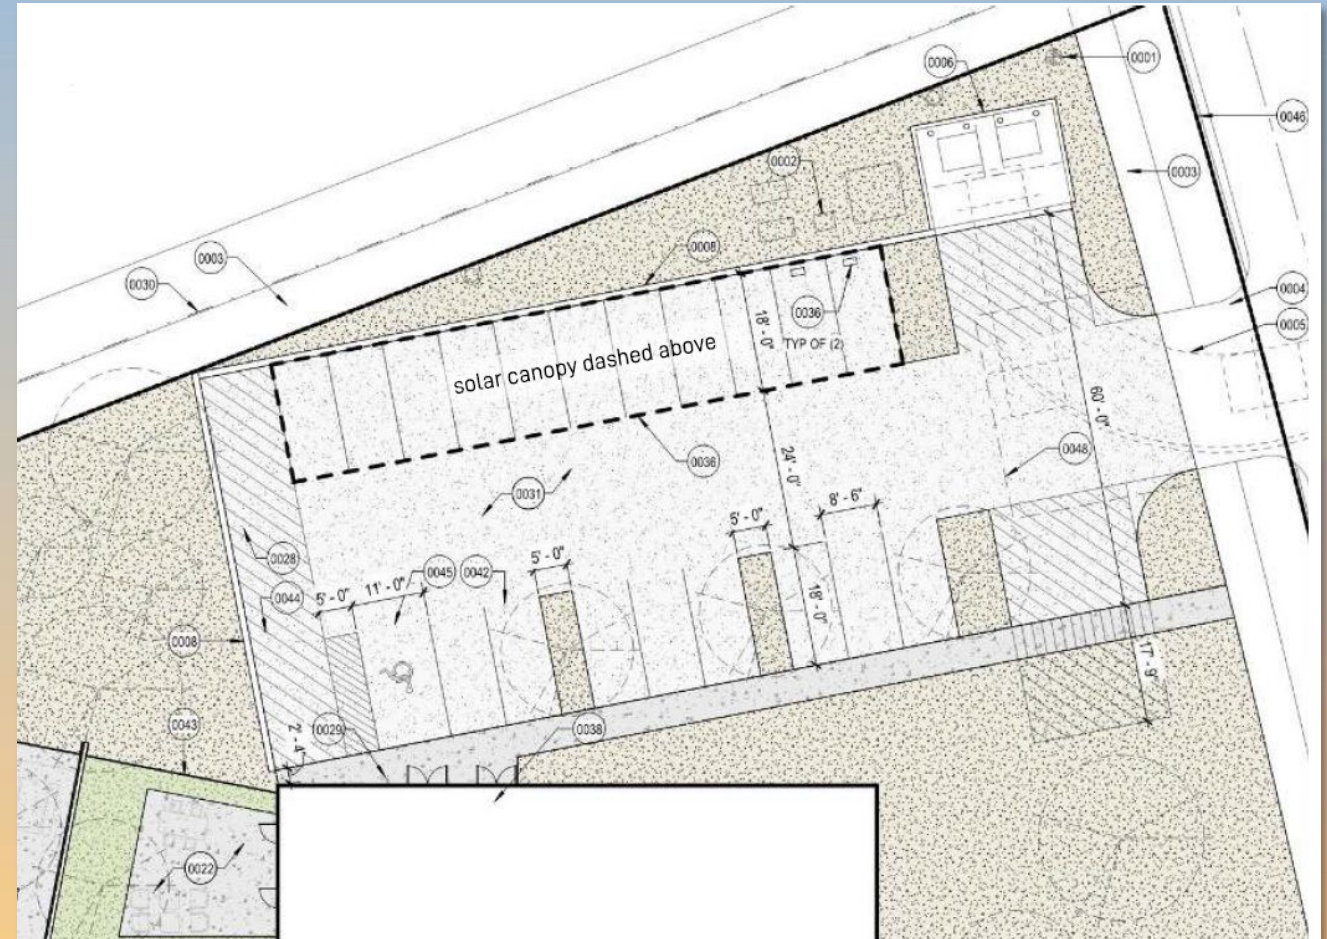 0006
0001
0046
0002
0003
0008
0003
0030
0004
0036
18' - 0"
TYP OF (2)
0005
solar canopy dashed above
60' - 0"
0036
24' - 0"
0048
0031
8' - 6"
5' - 0"
0028
5' - 0"
0045
0042
11' - 0"
5' - 0"
0044
18' - 0"
0008
17' - 9"
0043
2' - 4"
0029
0038
0022